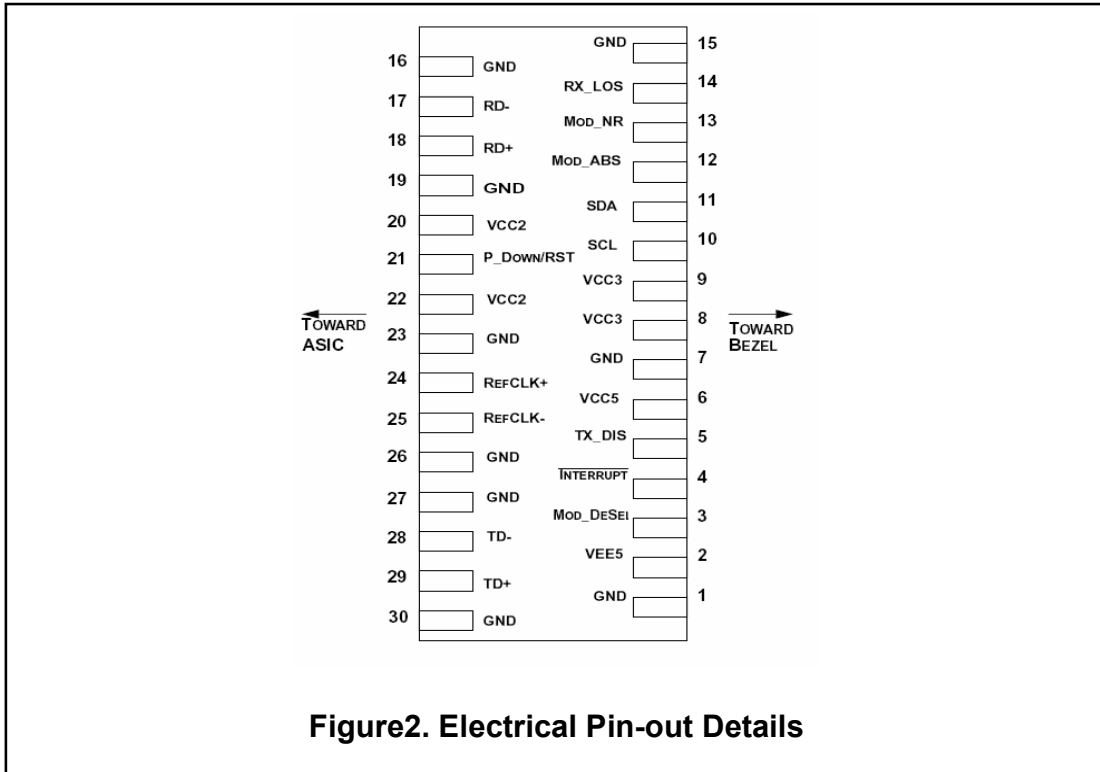 GND 15
16 GND
RX_LOS 14
17 RD-
MOD_NR 13
18 RD+
MOD_ABS 12
19 GND
SDA 11
20 VCC2
SCL 10
21 P_DOWN/RST
VCC3 9
22 VCC2
VCC3 8
TOWARD
ASIC
TOWARD
BEZEL
23 GND
GND 7
24 REFCLK+
VCC5 6
25 REFCLK-
TX_DIS 5
26 GND
INTERRUPT 4
27 GND
MOD_DESEL 3
28 TD-
VEE5 2
29 TD+
GND 1
30 GND
Figure2. Electrical Pin-out Details